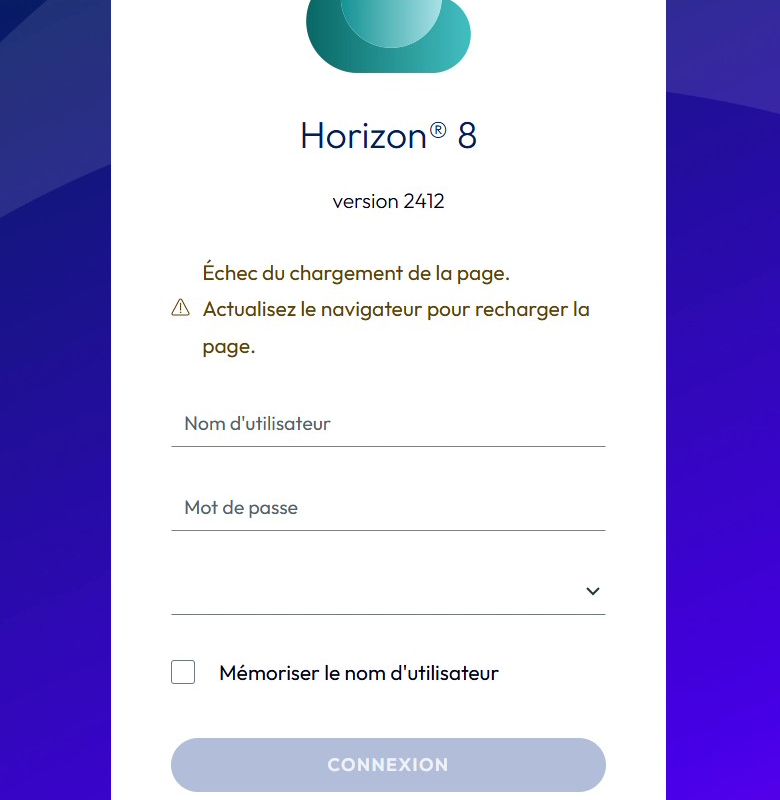 Horizon® 8
version 2412
Échec du chargement de la page.
Actualisez le navigateur pour recharger la
page.
Nom d'utilisateur
Mot de passe
Mémoriser le nom d'utilisateur
CONNEXION